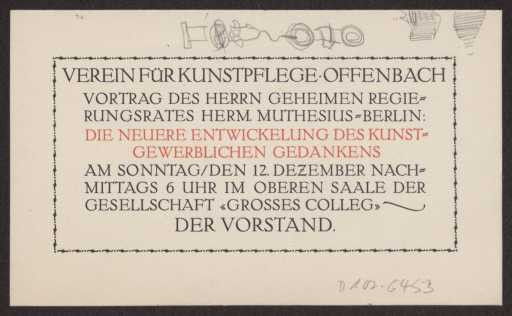 VEREIN FÜR KUNSTPFLEGE·OFFENBACH
VORTRAG DES HERRN GEHEIMEN REGIE=
RUNGSRATES HERM. MUTHESIUS=BERLIN:
DIE NEUERE ENTWICKELUNG DES KUNST=
GEWERBLICHEN GEDANKENS
AM SONNTAG/DEN 12. DEZEMBER NACH=
MITTAGS 6 UHR IM OBEREN SAALE DER
GESELLSCHAFT «GROSSES COLLEG»
DER VORSTAND.
D 102-6453